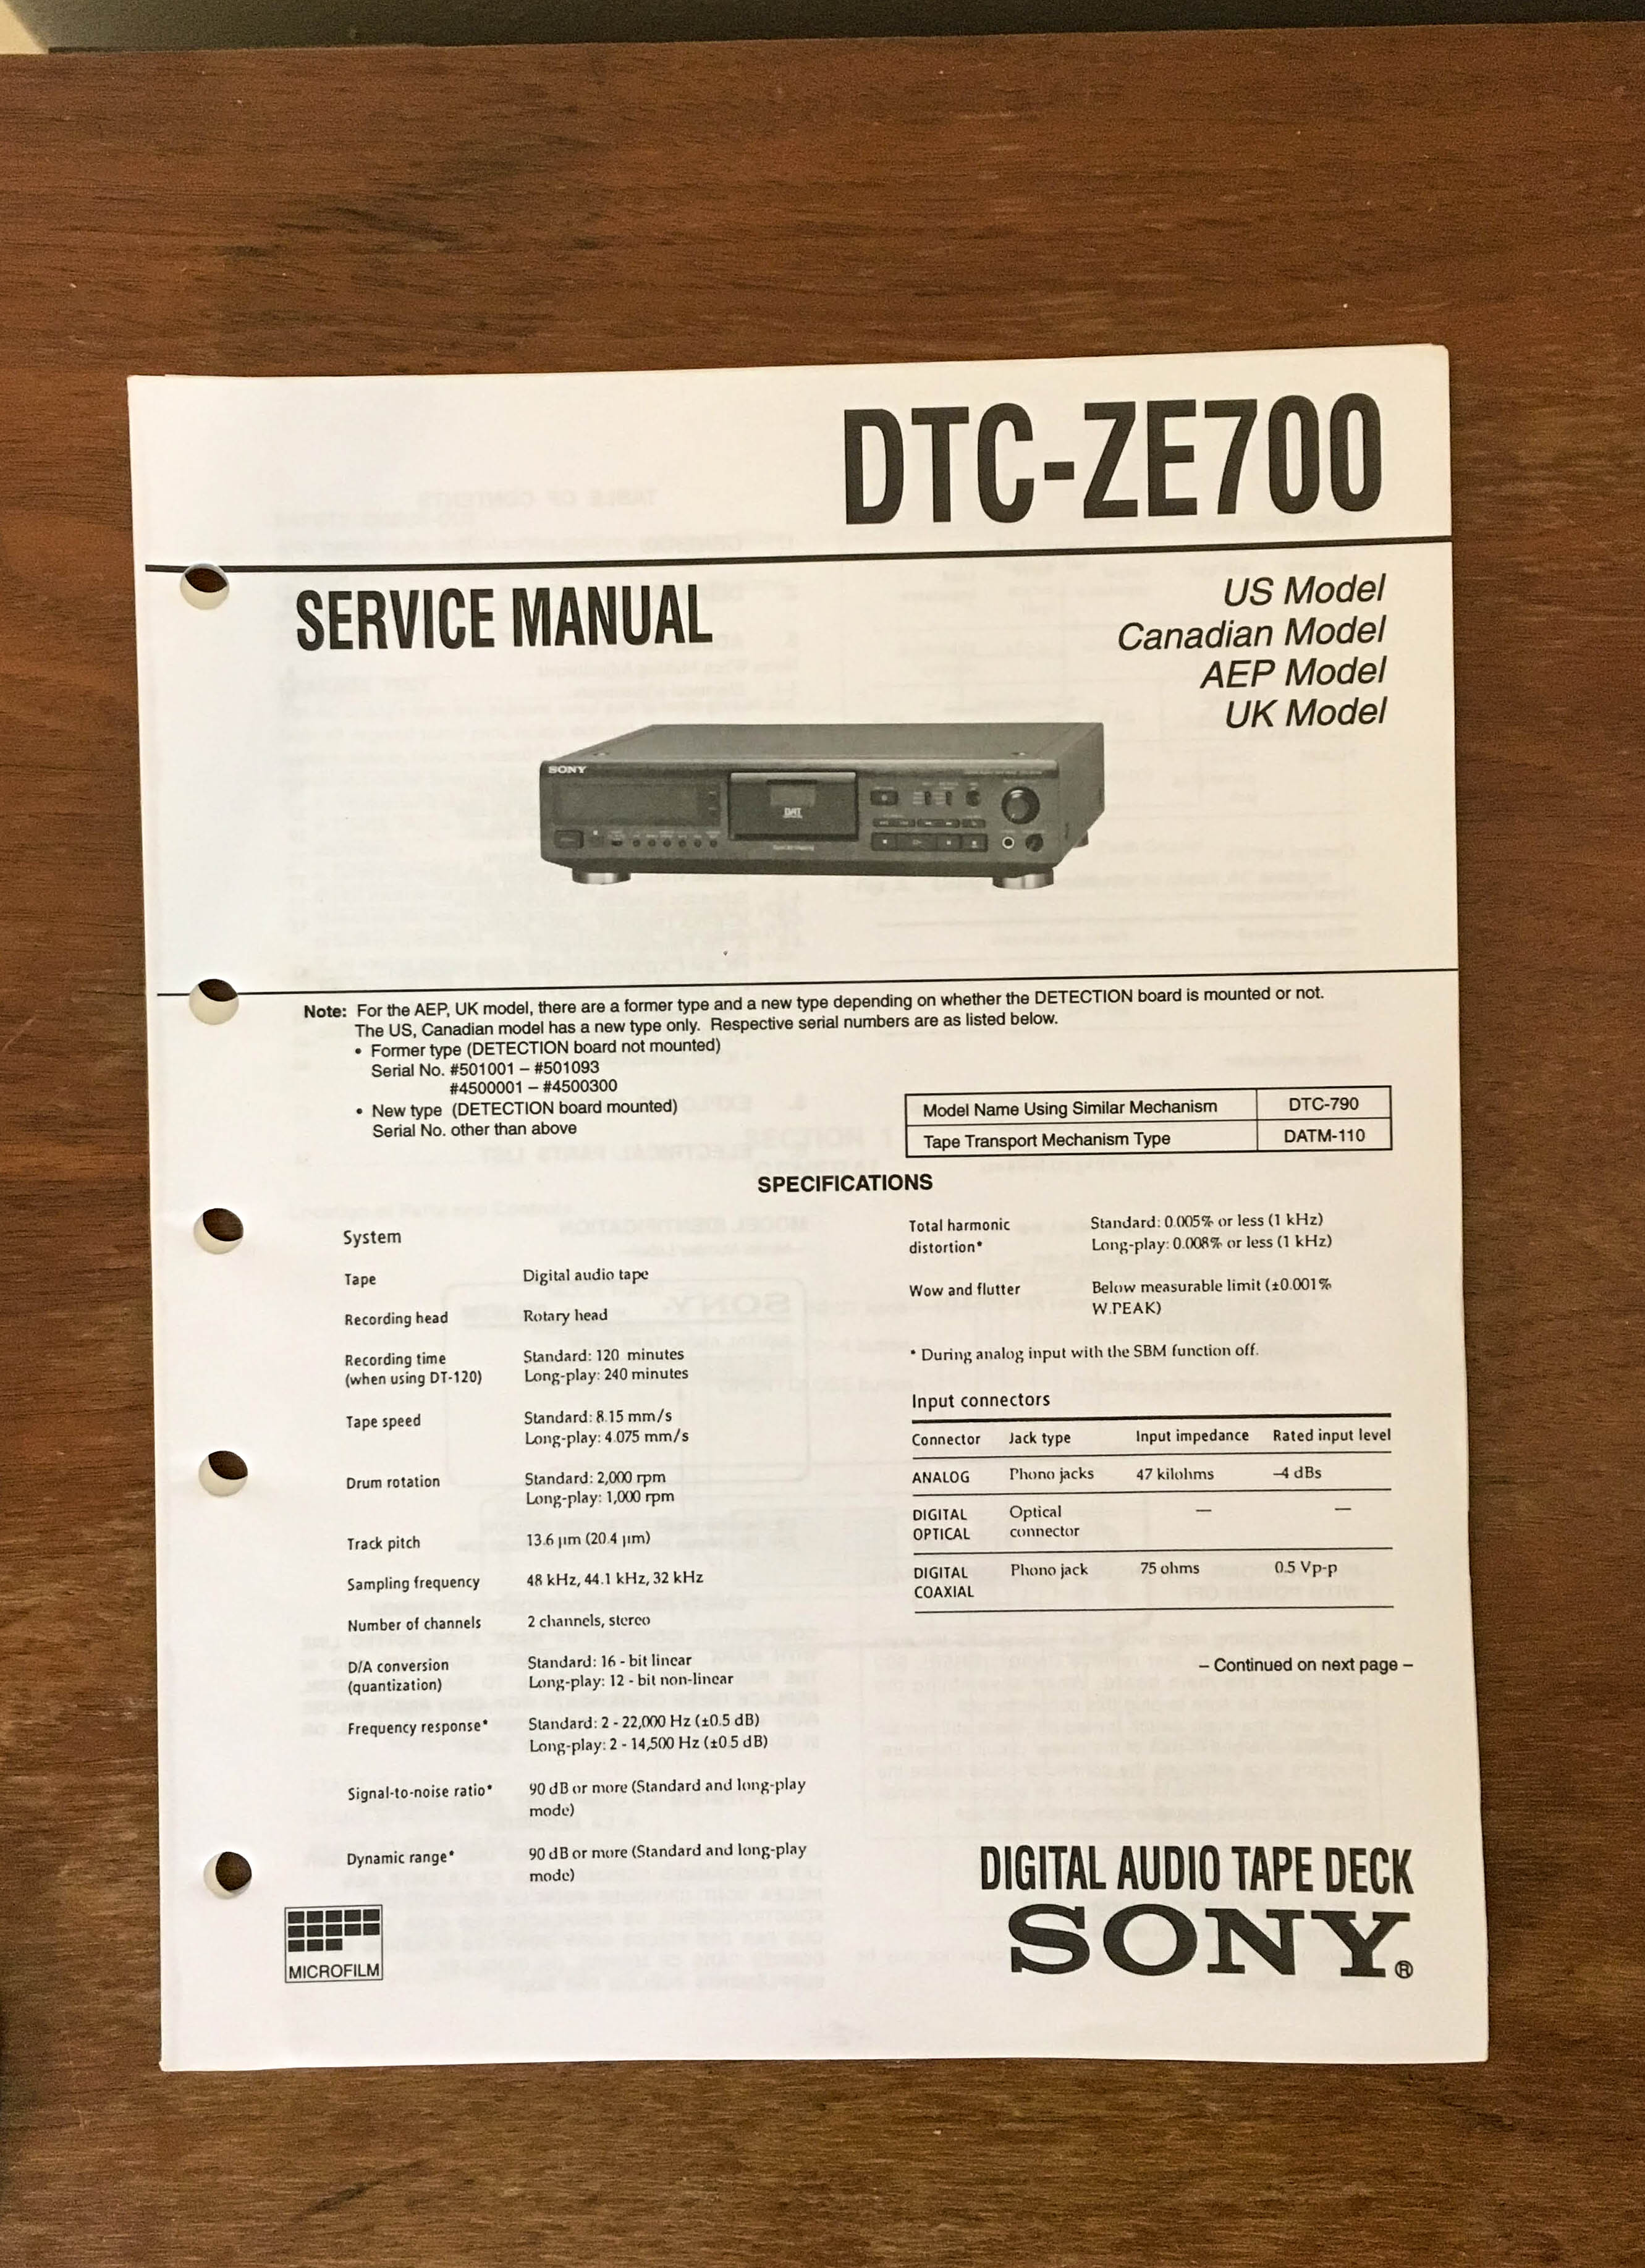 DTC-ZE700
SERVICE MANUAL
US Model
Canadian Model
AEP Model
UK Model
SONY
DAT
Note: For the AEP, UK model, there are a former type and a new type depending on whether the DETECTION board is mounted or not.
The US, Canadian model has a new type only. Respective serial numbers are as listed below.
• Former type (DETECTION board not mounted)
Serial No. #501001 – #501093
#4500001 – #4500300
• New type (DETECTION board mounted)
Serial No. other than above
Model Name Using Similar Mechanism DTC-790
Tape Transport Mechanism Type DATM-110
SPECIFICATIONS
System
Tape Digital audio tape
Recording head Rotary head
Recording time Standard: 120 minutes
(when using DT-120) Long-play: 240 minutes
Tape speed Standard: 8.15 mm/s
Long-play: 4.075 mm/s
Drum rotation Standard: 2,000 rpm
Long-play: 1,000 rpm
Track pitch 13.6 µm (20.4 µm)
Sampling frequency 48 kHz, 44.1 kHz, 32 kHz
Number of channels 2 channels, stereo
D/A conversion Standard: 16 - bit linear
(quantization) Long-play: 12 - bit non-linear
Frequency response* Standard: 2 - 22,000 Hz (±0.5 dB)
Long-play: 2 - 14,500 Hz (±0.5 dB)
Signal-to-noise ratio* 90 dB or more (Standard and long-play
mode)
Dynamic range* 90 dB or more (Standard and long-play
mode)
Total harmonic Standard: 0.005% or less (1 kHz)
distortion* Long-play: 0.008% or less (1 kHz)
Wow and flutter Below measurable limit (±0.001%
W.PEAK)
* During analog input with the SBM function off.
Input connectors
Connector Jack type Input impedance Rated input level
ANALOG Phono jacks 47 kilohms –4 dBs
DIGITAL Optical — —
OPTICAL connector
DIGITAL Phono jack 75 ohms 0.5 Vp-p
COAXIAL
– Continued on next page –
MICROFILM
DIGITAL AUDIO TAPE DECK
SONY®